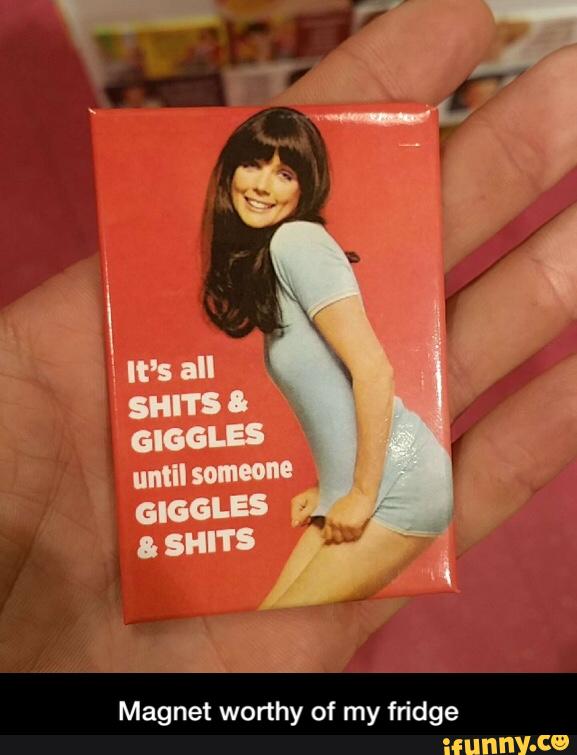 It's all
SHITS &
GIGGLES
until someone
GIGGLES
& SHITS
Magnet worthy of my fridge
ifunny.co